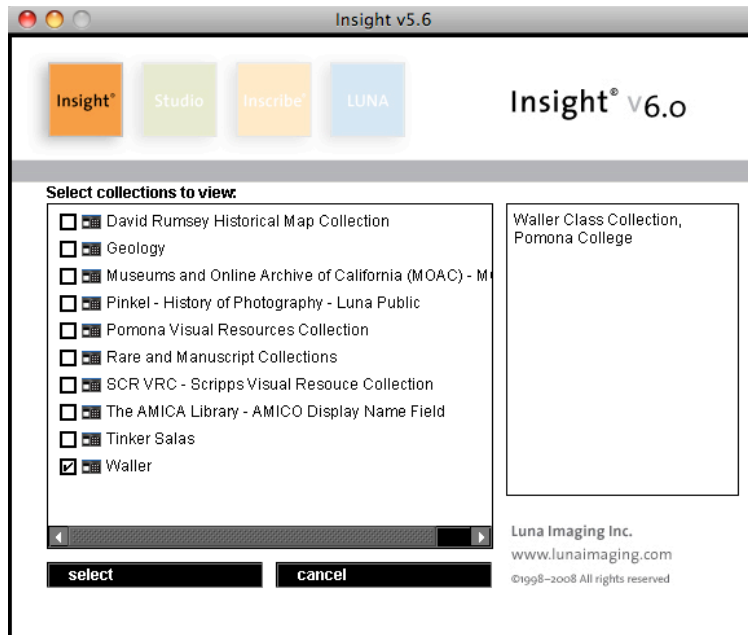 Insight v5.6
Insight® Studio Inscribe® LUNA
Insight® v6.0
Select collections to view:
David Rumsey Historical Map Collection
Geology
Museums and Online Archive of California (MOAC) -
Pinkel - History of Photography - Luna Public
Pomona Visual Resources Collection
Rare and Manuscript Collections
SCR VRC - Scripps Visual Resouce Collection
The AMICA Library - AMICO Display Name Field
Tinker Salas
Waller
Waller Class Collection,
Pomona College
select
cancel
Luna Imaging Inc.
www.lunaimaging.com
©1998–2008 All rights reserved